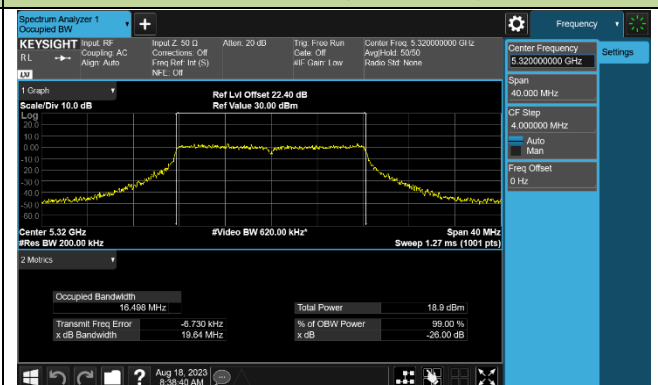 Spectrum Analyzer 1
Occupied BW
Frequency
KEYSIGHT Input: RF Input Z: 50 Ω Atten: 20 dB Trig: Free Run Center Freq: 5.320000000 GHz
RL Coupling: AC Corrections: Off Gate: Off Avg|Hold: 50/50
Align: Auto Freq Ref: Int (S) #IF Gain: Low Radio Std: None
LXI NFE: Off
Center Frequency
5.320000000 GHz
Settings
Span
40.000 MHz
CF Step
4.000000 MHz
Auto
Man
Freq Offset
0 Hz
1 Graph
Ref Lvl Offset 22.40 dB
Scale/Div 10.0 dB Ref Value 30.00 dBm
Log
20.0
10.0
0.00
-10.0
-20.0
-30.0
-40.0
-50.0
-60.0
Center 5.32 GHz #Video BW 620.00 kHz* Span 40 MHz
#Res BW 200.00 kHz Sweep 1.27 ms (1001 pts)
2 Metrics
Occupied Bandwidth
16.498 MHz Total Power 18.9 dBm
Transmit Freq Error -6.730 kHz % of OBW Power 99.00 %
x dB Bandwidth 19.64 MHz x dB -26.00 dB
? Aug 18, 2023
8:38:40 AM